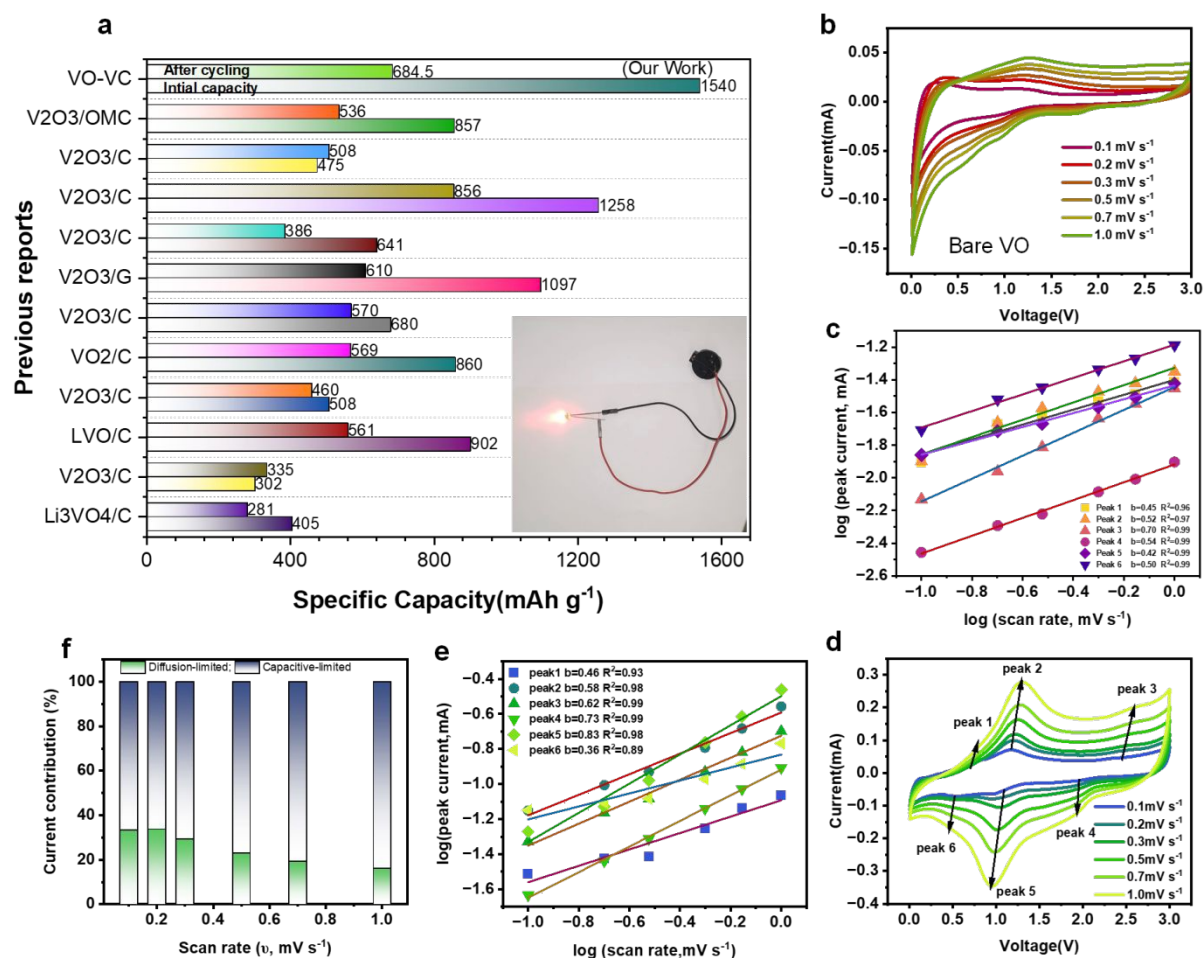 a
Previous reports
VO-VC
V2O3/OMC
V2O3/C
V2O3/C
V2O3/C
V2O3/G
V2O3/C
VO2/C
V2O3/C
LVO/C
V2O3/C
Li3VO4/C
After cycling
Intial capacity
(Our Work)
684.5
1540
536
857
508
475
856
1258
386
641
610
1097
570
680
569
860
460
508
561
902
335
302
281
405
0 400 800 1200 1600
Specific Capacity(mAh g⁻¹)
b
Current(mA)
0.05
0.00
−0.05
−0.10
−0.15
0.1 mV s⁻¹
0.2 mV s⁻¹
0.3 mV s⁻¹
0.5 mV s⁻¹
0.7 mV s⁻¹
1.0 mV s⁻¹
Bare VO
0.0 0.5 1.0 1.5 2.0 2.5 3.0
Voltage(V)
c
log (peak current, mA)
−1.2
−1.4
−1.6
−1.8
−2.0
−2.2
−2.4
−2.6
Peak 1 b=0.45 R²=0.96
Peak 2 b=0.52 R²=0.97
Peak 3 b=0.70 R²=0.99
Peak 4 b=0.54 R²=0.99
Peak 5 b=0.42 R²=0.99
Peak 6 b=0.50 R²=0.99
−1.0 −0.8 −0.6 −0.4 −0.2 0.0
log (scan rate, mV s⁻¹)
f
Current contribution (%)
100
80
60
40
20
0
Diffusion-limited; Capacitive-limited
0.2 0.4 0.6 0.8 1.0
Scan rate (υ, mV s⁻¹)
e
log(peak current,mA)
−0.4
−0.6
−0.8
−1.0
−1.2
−1.4
−1.6
peak1 b=0.46 R²=0.93
peak2 b=0.58 R²=0.98
peak3 b=0.62 R²=0.99
peak4 b=0.73 R²=0.99
peak5 b=0.83 R²=0.98
peak6 b=0.36 R²=0.89
−1.0 −0.8 −0.6 −0.4 −0.2 0.0
log (scan rate,mV s⁻¹)
d
Current(mA)
0.3
0.2
0.1
0.0
−0.1
−0.2
−0.3
−0.4
peak 1
peak 2
peak 3
peak 4
peak 5
peak 6
0.1mV s⁻¹
0.2mV s⁻¹
0.3mV s⁻¹
0.5mV s⁻¹
0.7mV s⁻¹
1.0mV s⁻¹
0.0 0.5 1.0 1.5 2.0 2.5 3.0
Voltage(V)